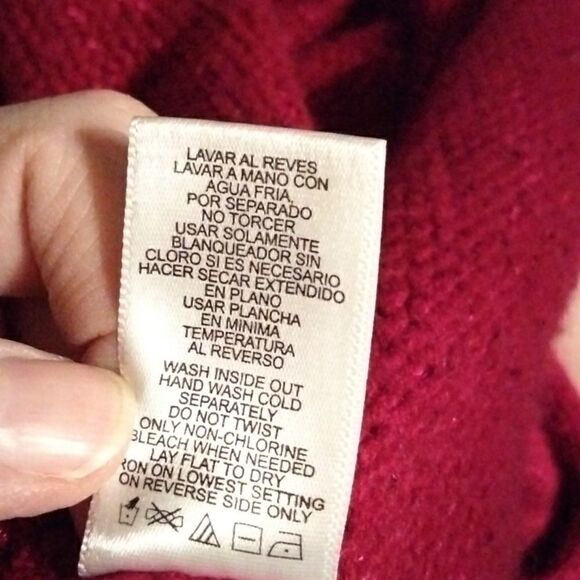 LAVAR AL REVES
LAVAR A MANO CON
AGUA FRIA,
POR SEPARADO
NO TORCER
USAR SOLAMENTE
BLANQUEADOR SIN
CLORO SI ES NECESARIO
HACER SECAR EXTENDIDO
EN PLANO
USAR PLANCHA
EN MINIMA
TEMPERATURA
AL REVERSO
WASH INSIDE OUT
HAND WASH COLD
SEPARATELY
DO NOT TWIST
ONLY NON-CHLORINE
BLEACH WHEN NEEDED
LAY FLAT TO DRY
RON ON LOWEST SETTING
ON REVERSE SIDE ONLY